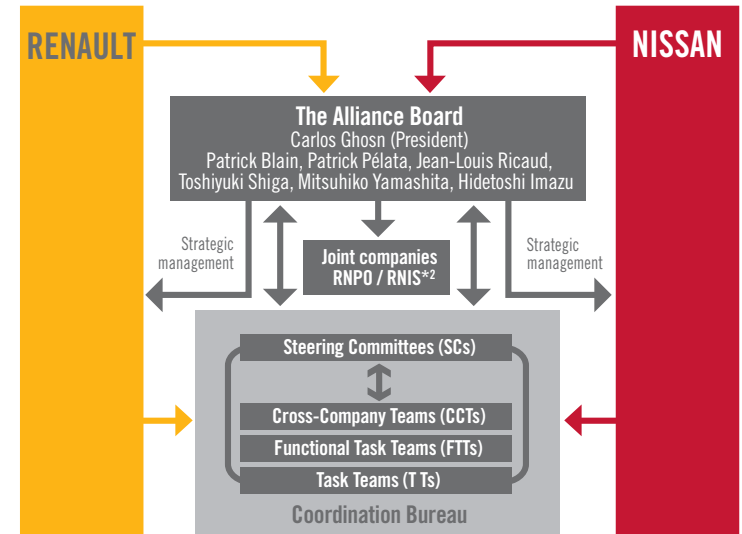 RENAULT
NISSAN
The Alliance Board
Carlos Ghosn (President)
Patrick Blain, Patrick Pélata, Jean-Louis Ricaud,
Toshiyuki Shiga, Mitsuhiko Yamashita, Hidetoshi Imazu
Strategic
management
Joint companies
RNPO / RNIS*2
Strategic
management
Steering Committees (SCs)
Cross-Company Teams (CCTs)
Functional Task Teams (FTTs)
Task Teams (T Ts)
Coordination Bureau